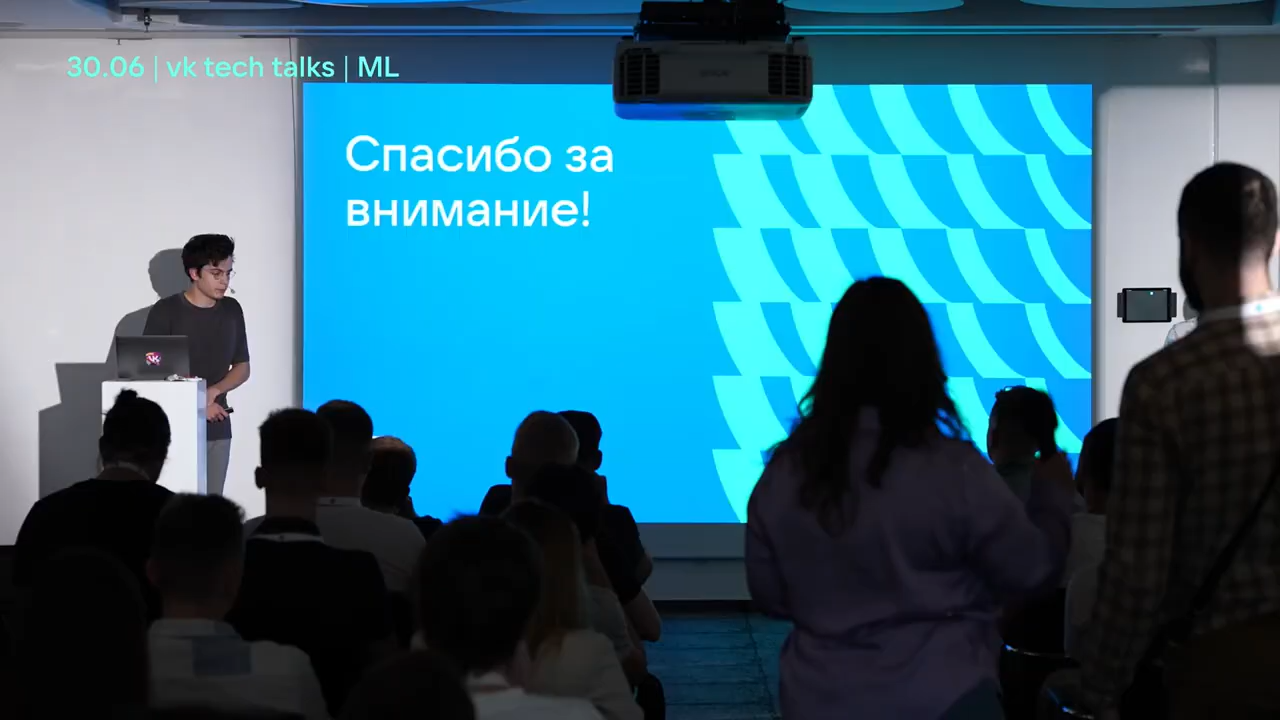 30.06 | vk tech talks | ML
Спасибо за
внимание!